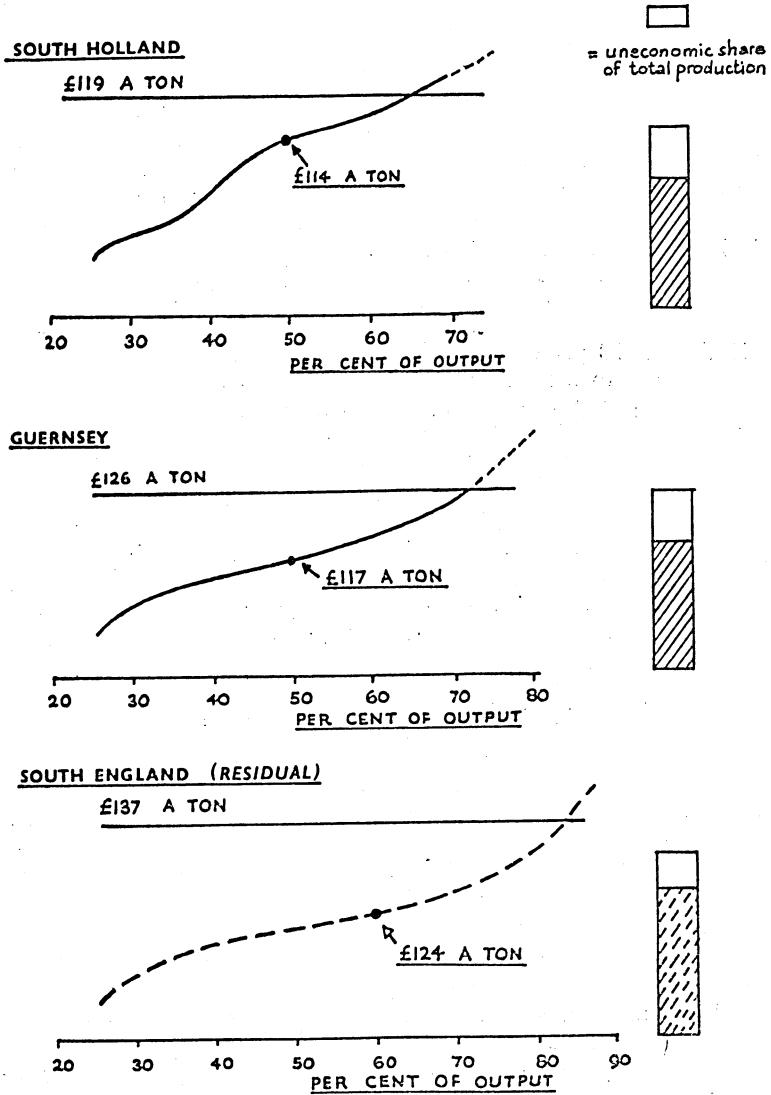 = uneconomic share
of total production
SOUTH HOLLAND
£119 A TON
£114 A TON
20 30 40 50 60 70
PER CENT OF OUTPUT
GUERNSEY
£126 A TON
£117 A TON
20 30 40 50 60 70 80
PER CENT OF OUTPUT
SOUTH ENGLAND (RESIDUAL)
£137 A TON
£124 A TON
20 30 40 50 60 70 80 90
PER CENT OF OUTPUT